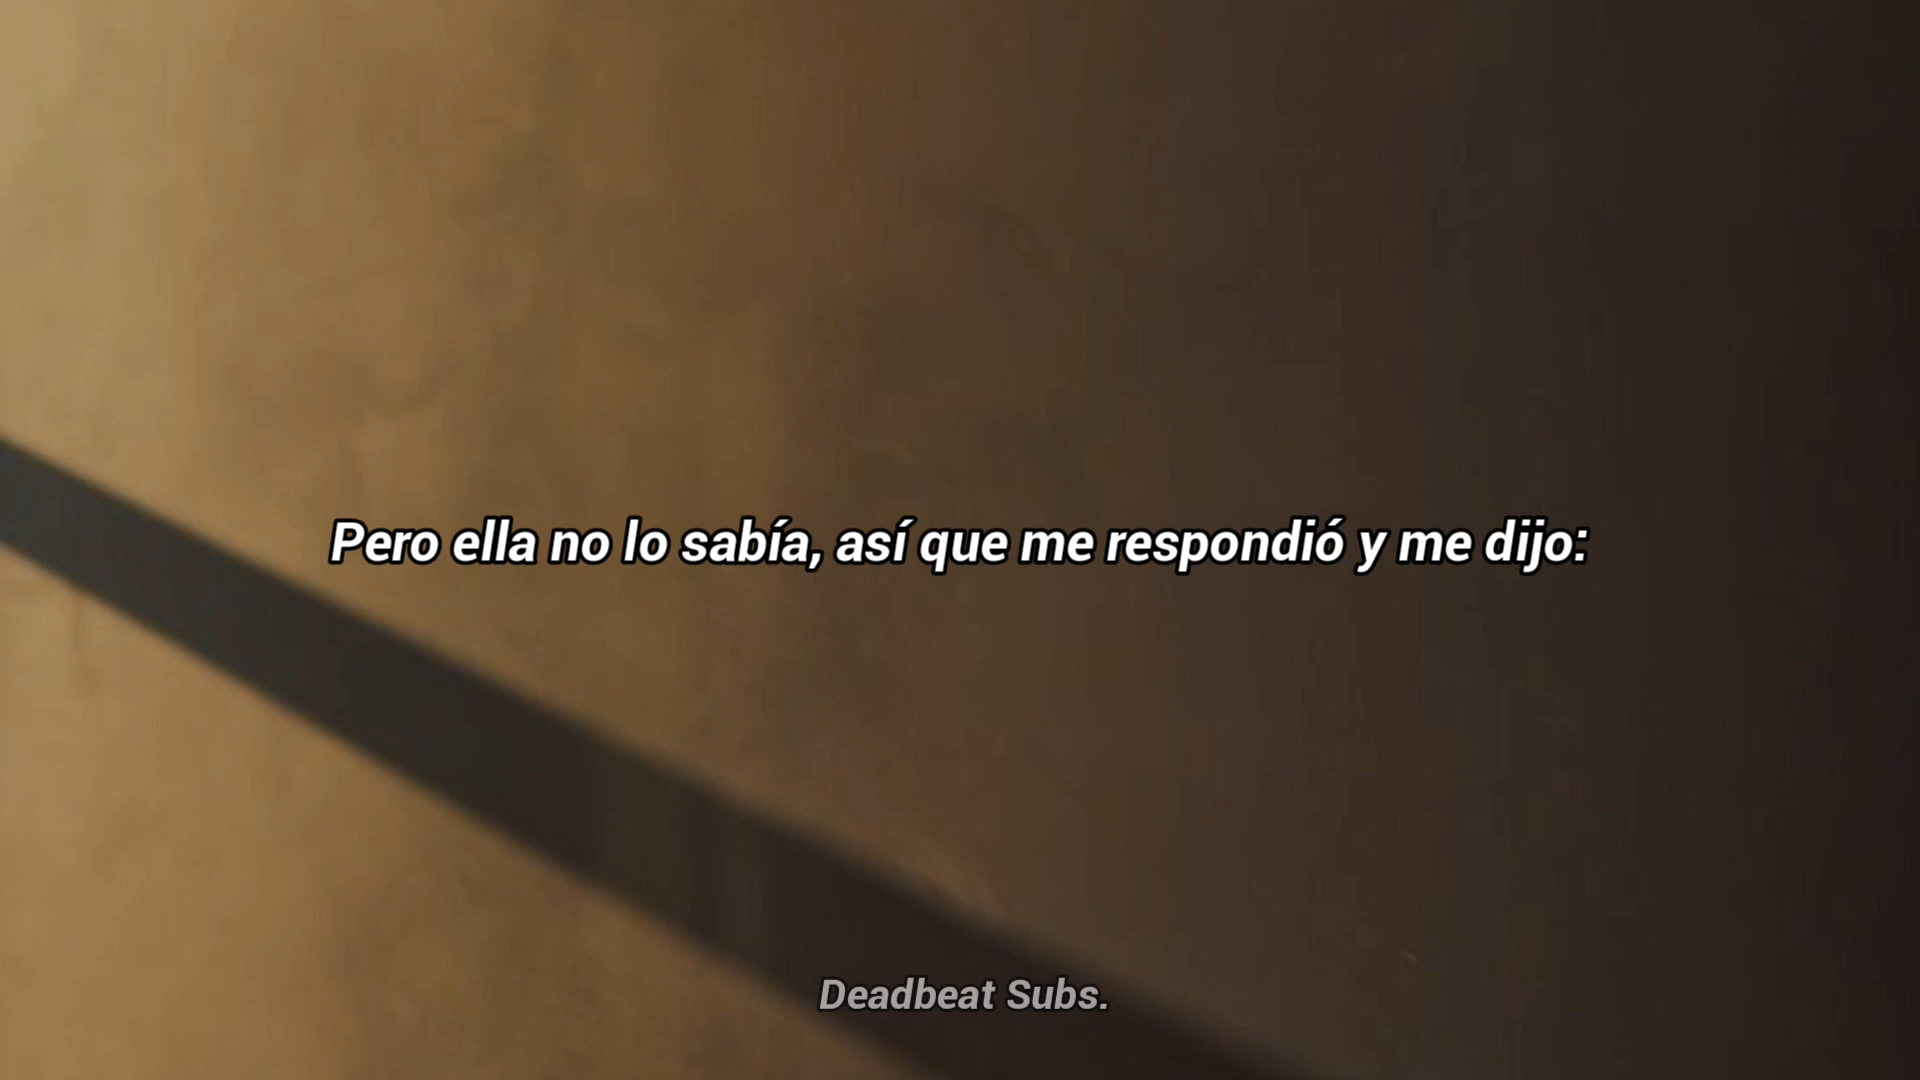 Pero ella no lo sabía, así que me respondió y me dijo:
Deadbeat Subs.